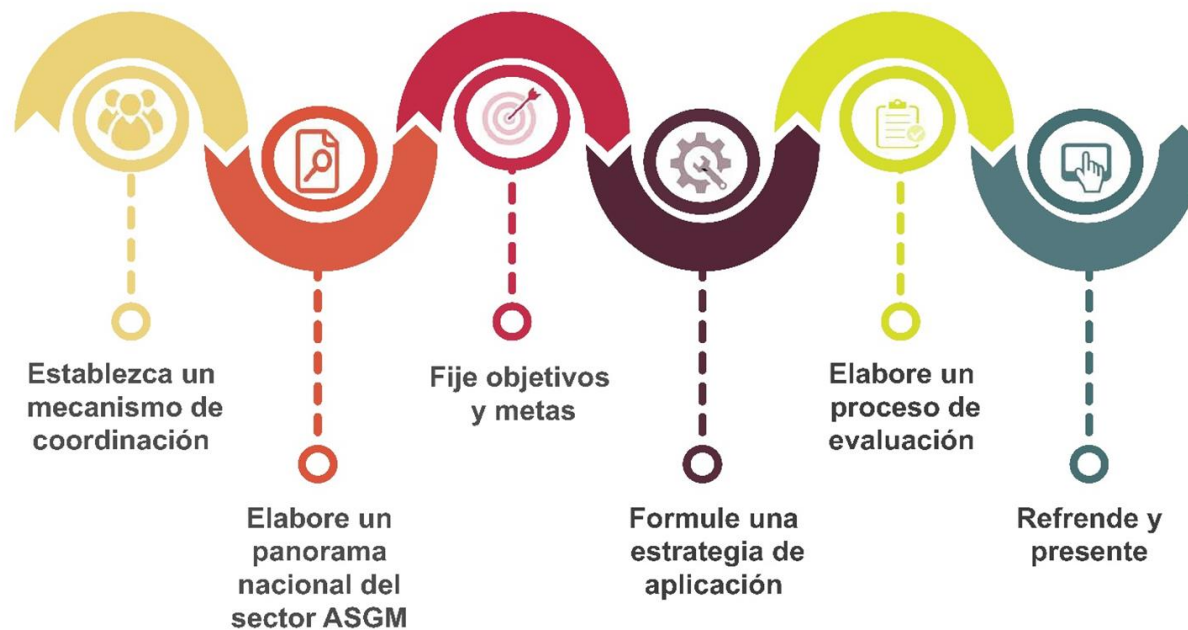 Establezca un
mecanismo de
coordinación
Elabore un
panorama
nacional del
sector ASGM
Fije objetivos
y metas
Formule una
estrategia de
aplicación
Elabore un
proceso de
evaluación
Refrende y
presente